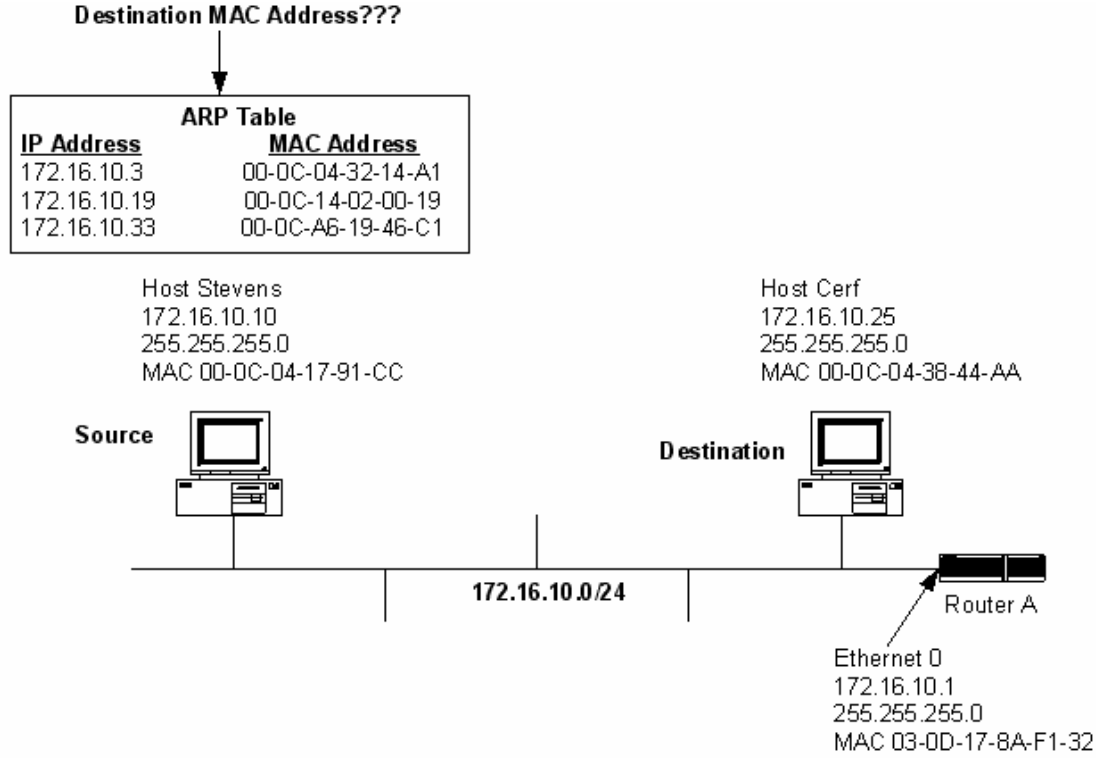 Destination MAC Address???
ARP Table
IP Address MAC Address
172.16.10.3 00-0C-04-32-14-A1
172.16.10.19 00-0C-14-02-00-19
172.16.10.33 00-0C-A6-19-46-C1
Host Stevens
172.16.10.10
255.255.255.0
MAC 00-0C-04-17-91-CC
Host Cerf
172.16.10.25
255.255.255.0
MAC 00-0C-04-38-44-AA
Source
Destination
172.16.10.0/24
Router A
Ethernet 0
172.16.10.1
255.255.255.0
MAC 03-0D-17-8A-F1-32